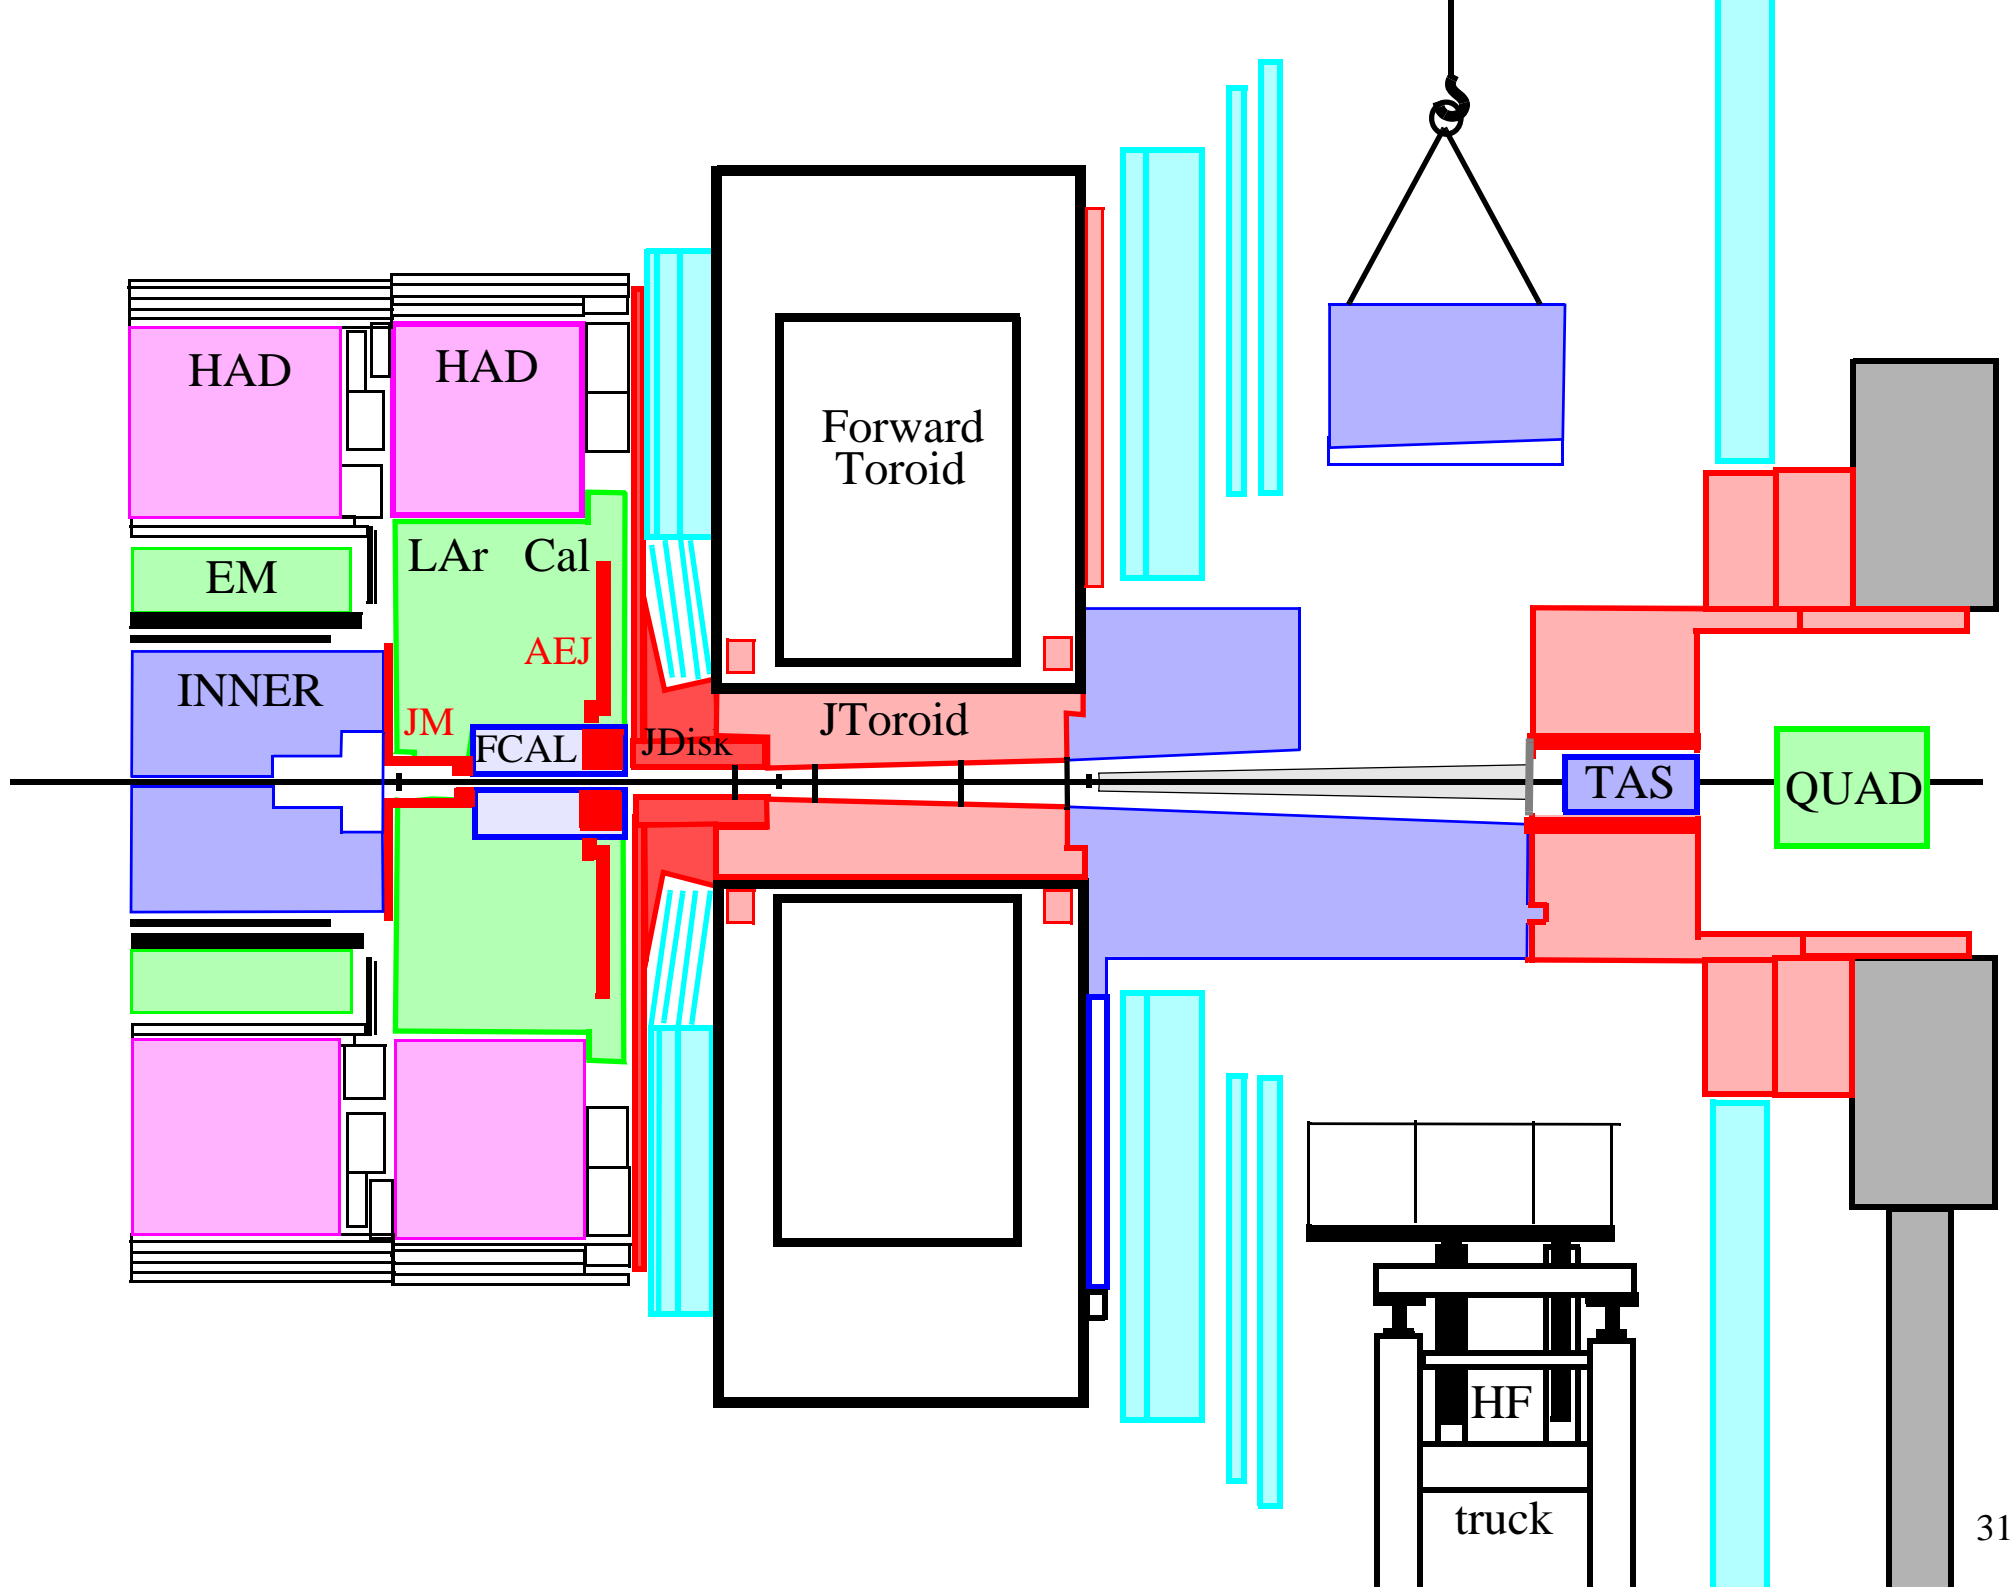 HAD
HAD
Forward
Toroid
LAr Cal
EM
AEJ
INNER
JM
FCAL
JDisk
JToroid
TAS
QUAD
HF
truck
31